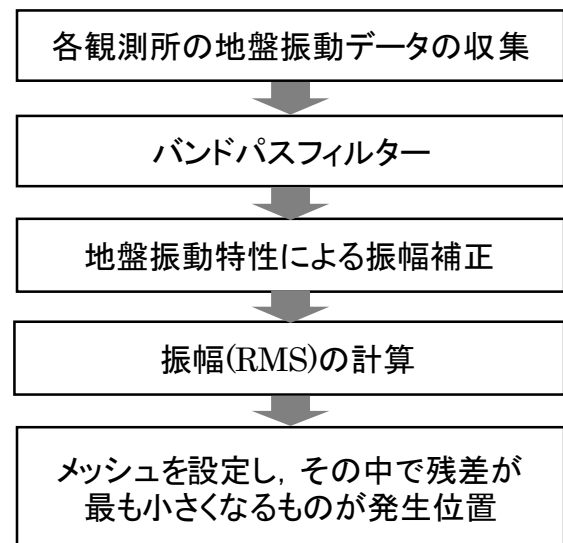 各観測所の地盤振動データの収集
バンドパスフィルター
地盤振動特性による振幅補正
振幅(RMS)の計算
メッシュを設定し，その中で残差が
最も小さくなるものが発生位置